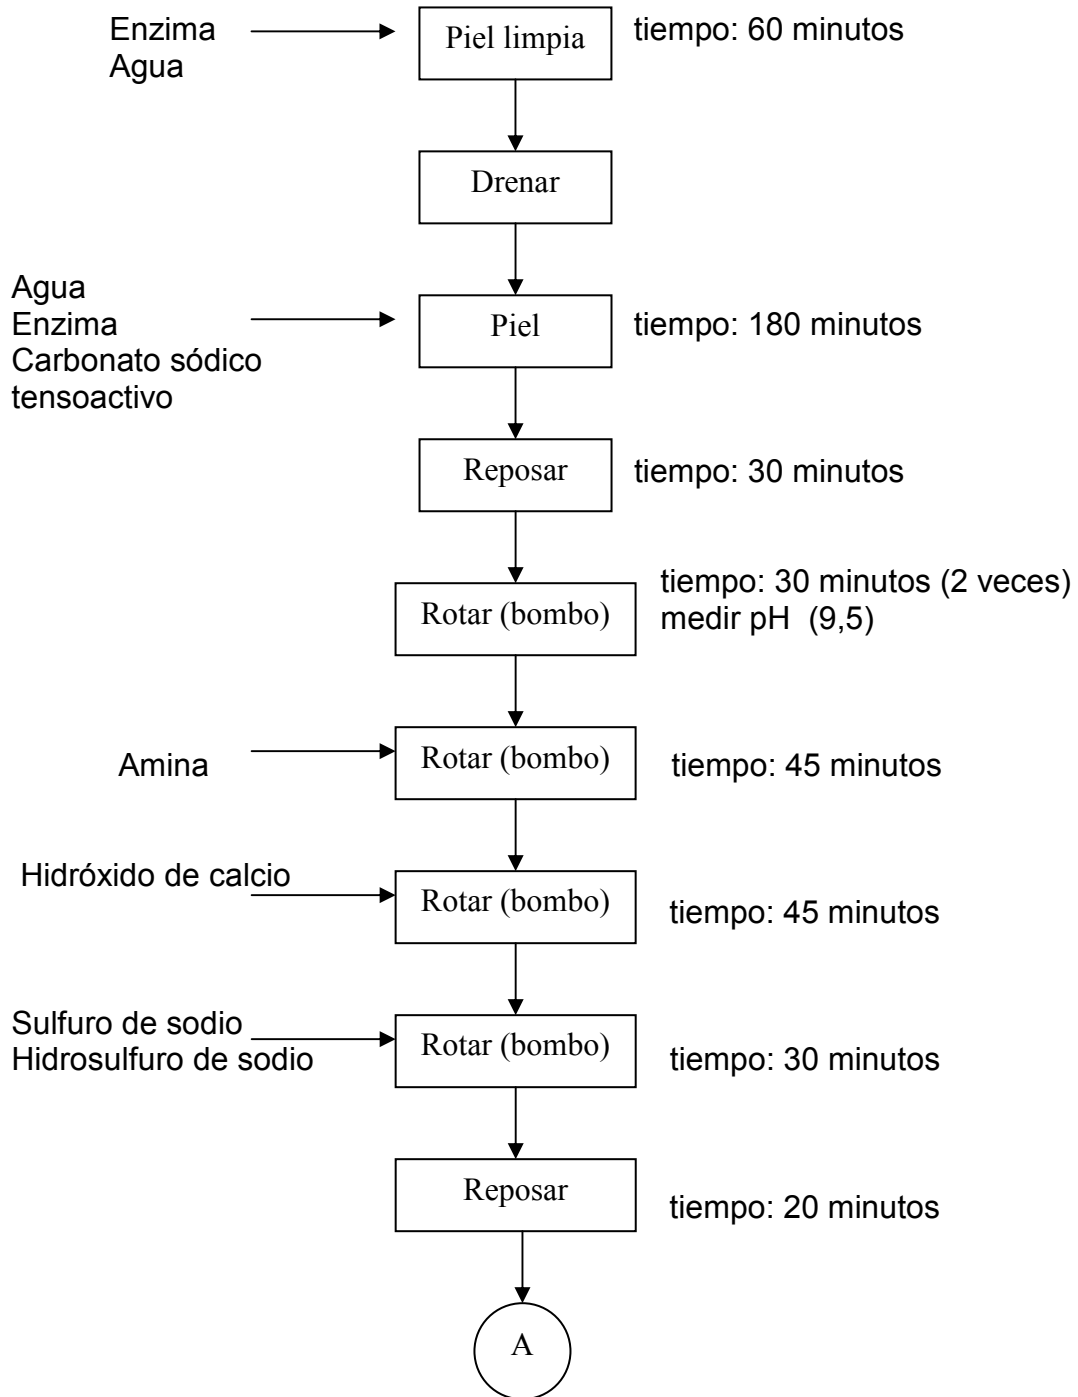 Enzima
Agua
Piel limpia
tiempo: 60 minutos
Drenar
Agua
Enzima
Carbonato sódico
tensoactivo
Piel
tiempo: 180 minutos
Reposar
tiempo: 30 minutos
Rotar (bombo)
tiempo: 30 minutos (2 veces)
medir pH (9,5)
Amina
Rotar (bombo)
tiempo: 45 minutos
Hidróxido de calcio
Rotar (bombo)
tiempo: 45 minutos
Sulfuro de sodio
Hidrosulfuro de sodio
Rotar (bombo)
tiempo: 30 minutos
Reposar
tiempo: 20 minutos
A